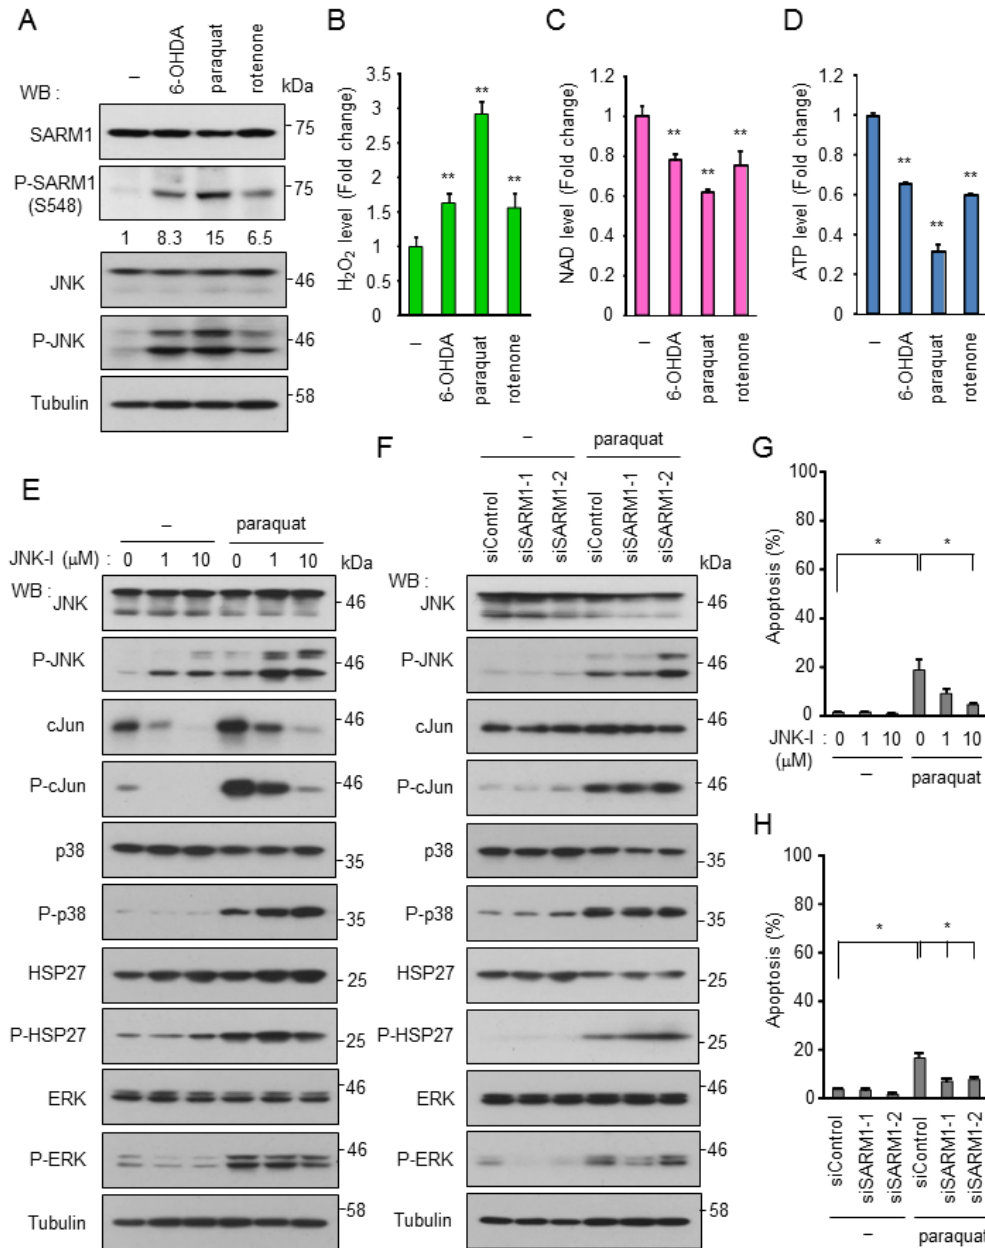 A
WB :
–
6-OHDA
paraquat
rotenone
kDa
SARM1
75
P-SARM1
(S548)
75
1 8.3 15 6.5
JNK
46
P-JNK
46
Tubulin
58
B
H₂O₂ level (Fold change)
3.5
3
2.5
2
1.5
1
0.5
0
**
**
**
–
6-OHDA
paraquat
rotenone
C
NAD level (Fold change)
1.2
1
0.8
0.6
0.4
0.2
0
**
**
**
–
6-OHDA
paraquat
rotenone
D
ATP level (Fold change)
1.2
1
0.8
0.6
0.4
0.2
0
**
**
**
–
6-OHDA
paraquat
rotenone
E
– paraquat
JNK-I (μM) : 0 1 10 0 1 10
kDa
WB :
JNK
46
P-JNK
46
cJun
46
P-cJun
46
p38
35
P-p38
35
HSP27
25
P-HSP27
25
ERK
46
P-ERK
46
Tubulin
58
F
– paraquat
siControl
siSARM1-1
siSARM1-2
siControl
siSARM1-1
siSARM1-2
kDa
WB :
JNK
46
P-JNK
46
cJun
46
P-cJun
46
p38
35
P-p38
35
HSP27
25
P-HSP27
25
ERK
46
P-ERK
46
Tubulin
58
G
Apoptosis (%)
100
80
60
40
20
0
* *
JNK-I : 0 1 10 0 1 10
(μM)
– paraquat
H
Apoptosis (%)
100
80
60
40
20
0
* *
siControl
siSARM1-1
siSARM1-2
siControl
siSARM1-1
siSARM1-2
– paraquat